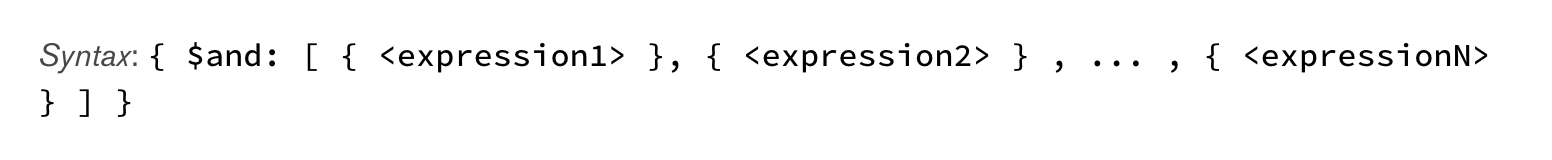 Syntax: { $and: [ { <expression1> }, { <expression2> } , ... , { <expressionN>
} ] }